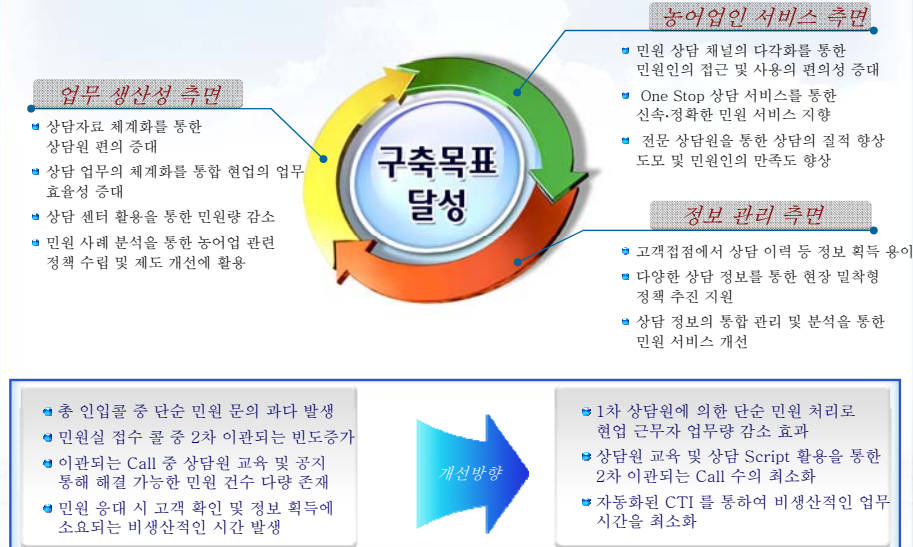 농어업인 서비스 측면
민원 상담 채널의 다각화를 통한
민원인의 접근 및 사용의 편의성 증대
One Stop 상담 서비스를 통한
신속·정확한 민원 서비스 지향
전문 상담원을 통한 상담의 질적 향상
도모 및 민원인의 만족도 향상
업무 생산성 측면
상담자료 체계화를 통한
상담원 편의 증대
상담 업무의 체계화를 통합 현업의 업무
효율성 증대
상담 센터 활용을 통한 민원량 감소
민원 사례 분석을 통한 농어업 관련
정책 수립 및 제도 개선에 활용
구축목표
달성
정보 관리 측면
고객접점에서 상담 이력 등 정보 획득 용이
다양한 상담 정보를 통한 현장 밀착형
정책 추진 지원
상담 정보의 통합 관리 및 분석을 통한
민원 서비스 개선
총 인입콜 중 단순 민원 문의 과다 발생
민원실 접수 콜 중 2차 이관되는 빈도증가
이관되는 Call 중 상담원 교육 및 공지
통해 해결 가능한 민원 건수 다량 존재
민원 응대 시 고객 확인 및 정보 획득에
소요되는 비생산적인 시간 발생
개선방향
1차 상담원에 의한 단순 민원 처리로
현업 근무자 업무량 감소 효과
상담원 교육 및 상담 Script 활용을 통한
2차 이관되는 Call 수의 최소화
자동화된 CTI 를 통하여 비생산적인 업무
시간을 최소화